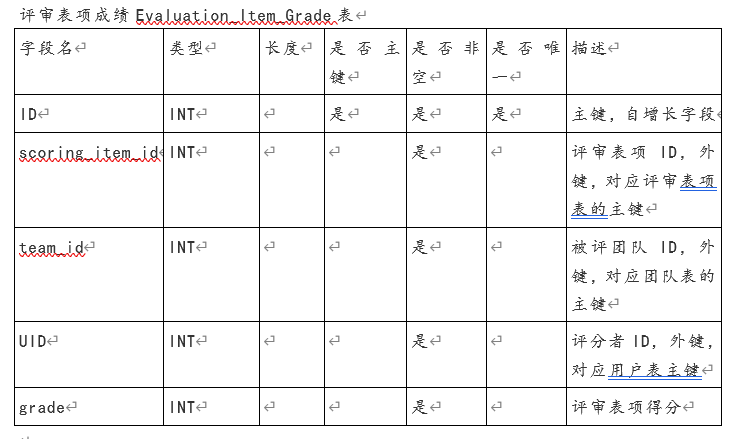 评审表项成绩 Evaluation_Item_Grade 表
字段名 类型 长度 是否主键 是否非空 是否唯一 描述
ID INT 是 是 是 主键，自增长字段
scoring_item_id INT 是 评审表项 ID，外
键，对应评审表项
表的主键
team_id INT 是 被评团队 ID，外
键，对应团队表的
主键
UID INT 是 评分者 ID，外键，
对应用户表主键
grade INT 是 评审表项得分